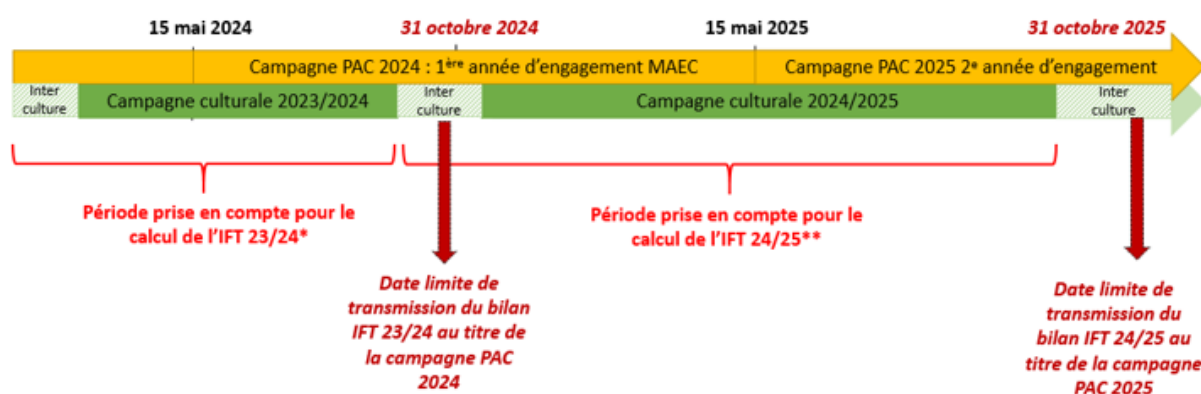 15 mai 2024
31 octobre 2024
15 mai 2025
31 octobre 2025
Campagne PAC 2024 : 1ère année d’engagement MAEC
Campagne PAC 2025 2e année d’engagement
Inter
culture
Campagne culturale 2023/2024
Inter
culture
Campagne culturale 2024/2025
Inter
culture
Période prise en compte pour le
calcul de l’IFT 23/24*
Période prise en compte pour le
calcul de l’IFT 24/25**
Date limite de
transmission du bilan
IFT 23/24 au titre de
la campagne PAC
2024
Date limite de
transmission du
bilan IFT 24/25 au
titre de la campagne
PAC 2025